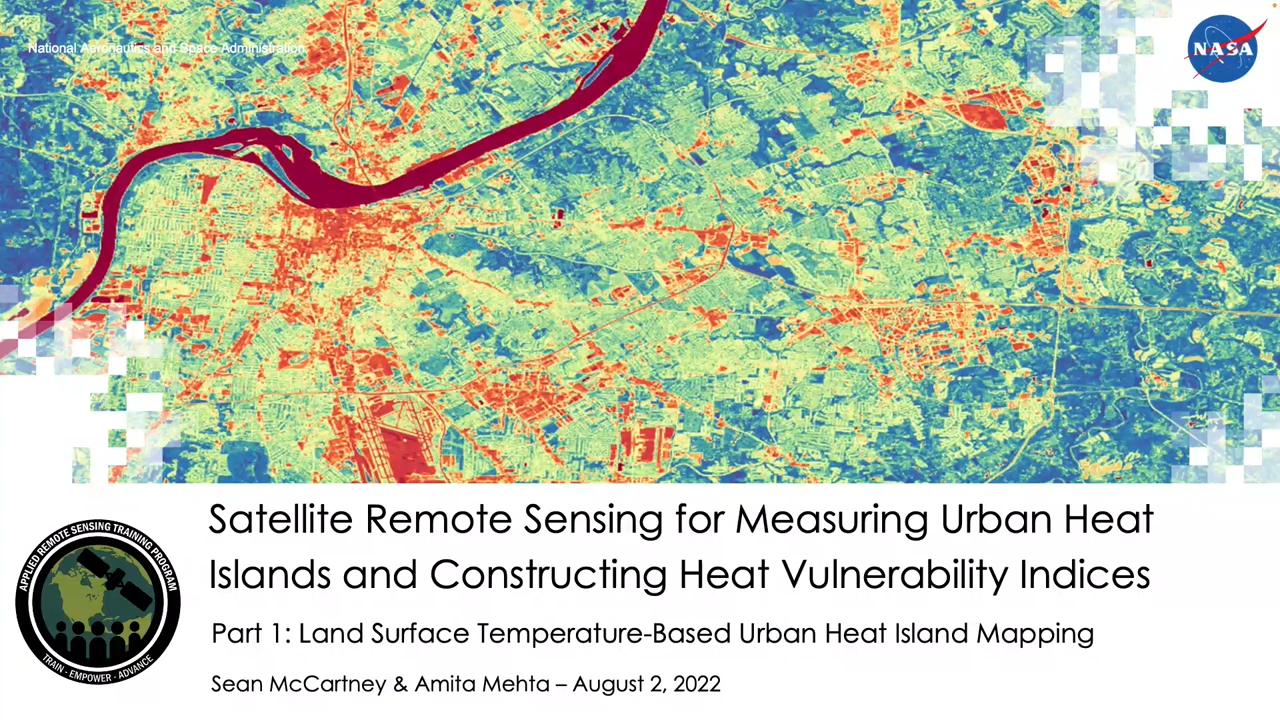 National Aeronautics and Space Administration
NASA
Satellite Remote Sensing for Measuring Urban Heat
Islands and Constructing Heat Vulnerability Indices
Part 1: Land Surface Temperature-Based Urban Heat Island Mapping
Sean McCartney & Amita Mehta – August 2, 2022
APPLIED REMOTE SENSING TRAINING PROGRAM
TRAIN - EMPOWER - ADVANCE